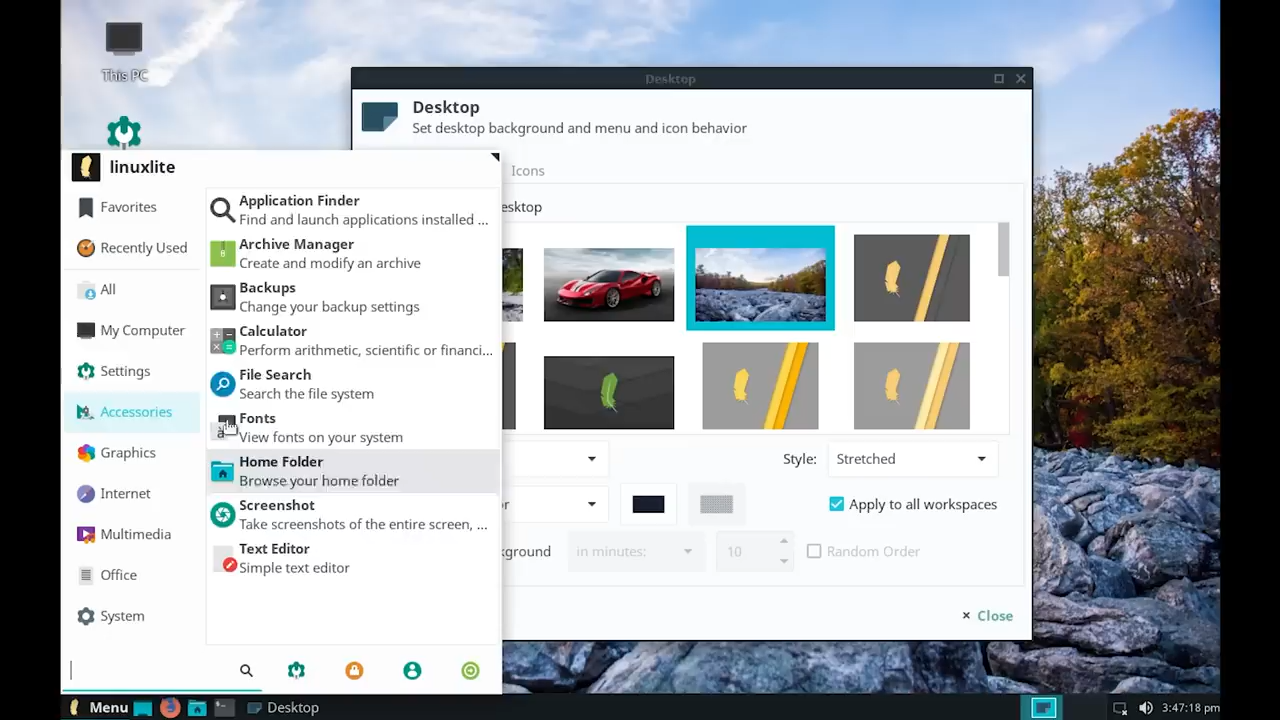 This PC
Desktop
Desktop
Set desktop background and menu and icon behavior
Icons
esktop
linuxlite
Favorites
Recently Used
All
My Computer
Settings
Accessories
Graphics
Internet
Multimedia
Office
System
Application Finder
Find and launch applications installed ...
Archive Manager
Create and modify an archive
Backups
Change your backup settings
Calculator
Perform arithmetic, scientific or financi...
File Search
Search the file system
Fonts
View fonts on your system
Home Folder
Browse your home folder
Screenshot
Take screenshots of the entire screen, ...
Text Editor
Simple text editor
Style: Stretched
or
Apply to all workspaces
kground in minutes: 10 Random Order
Close
Menu Desktop 3:47:18 pm